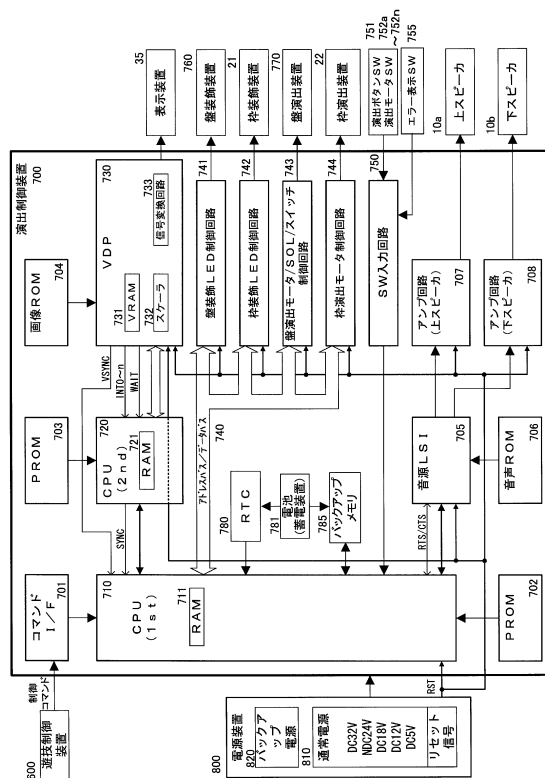 演出制御装置
700
600
遊技制御
装置
制御
コマンド
コマンド
I/F
701
PROM
703
画像ROM
704
710
CPU
(1st)
711
RAM
SYNC
720
CPU
(2nd)
721
RAM
VSYNC
INT0～n
WAIT
730
VDP
731
VRAM
732
スケーラ
733
信号変換回路
35
表示装置
アドレスバス/データバス
740
741
盤装飾LED制御回路
760
盤装飾装置
742
枠装飾LED制御回路
21
枠装飾装置
743
盤演出モータ/SOL/スイッチ
制御回路
770
盤演出装置
744
枠演出モータ制御回路
22
枠演出装置
780
RTC
781
電池
(蓄電装置)
785
バックアップ
メモリ
750
SW入力回路
751
演出ボタンSW
752a
～752n
演出モータSW
755
エラー表示SW
RTS/CTS
音源LSI
705
音声ROM
706
PROM
702
アンプ回路
(上スピーカ)
707
10a
上スピーカ
アンプ回路
(下スピーカ)
708
10b
下スピーカ
800
電源装置
820
バックア
ップ
電源
810
通常電源
DC32V
NDC24V
DC18V
DC12V
DC5V
リセット
信号
RST